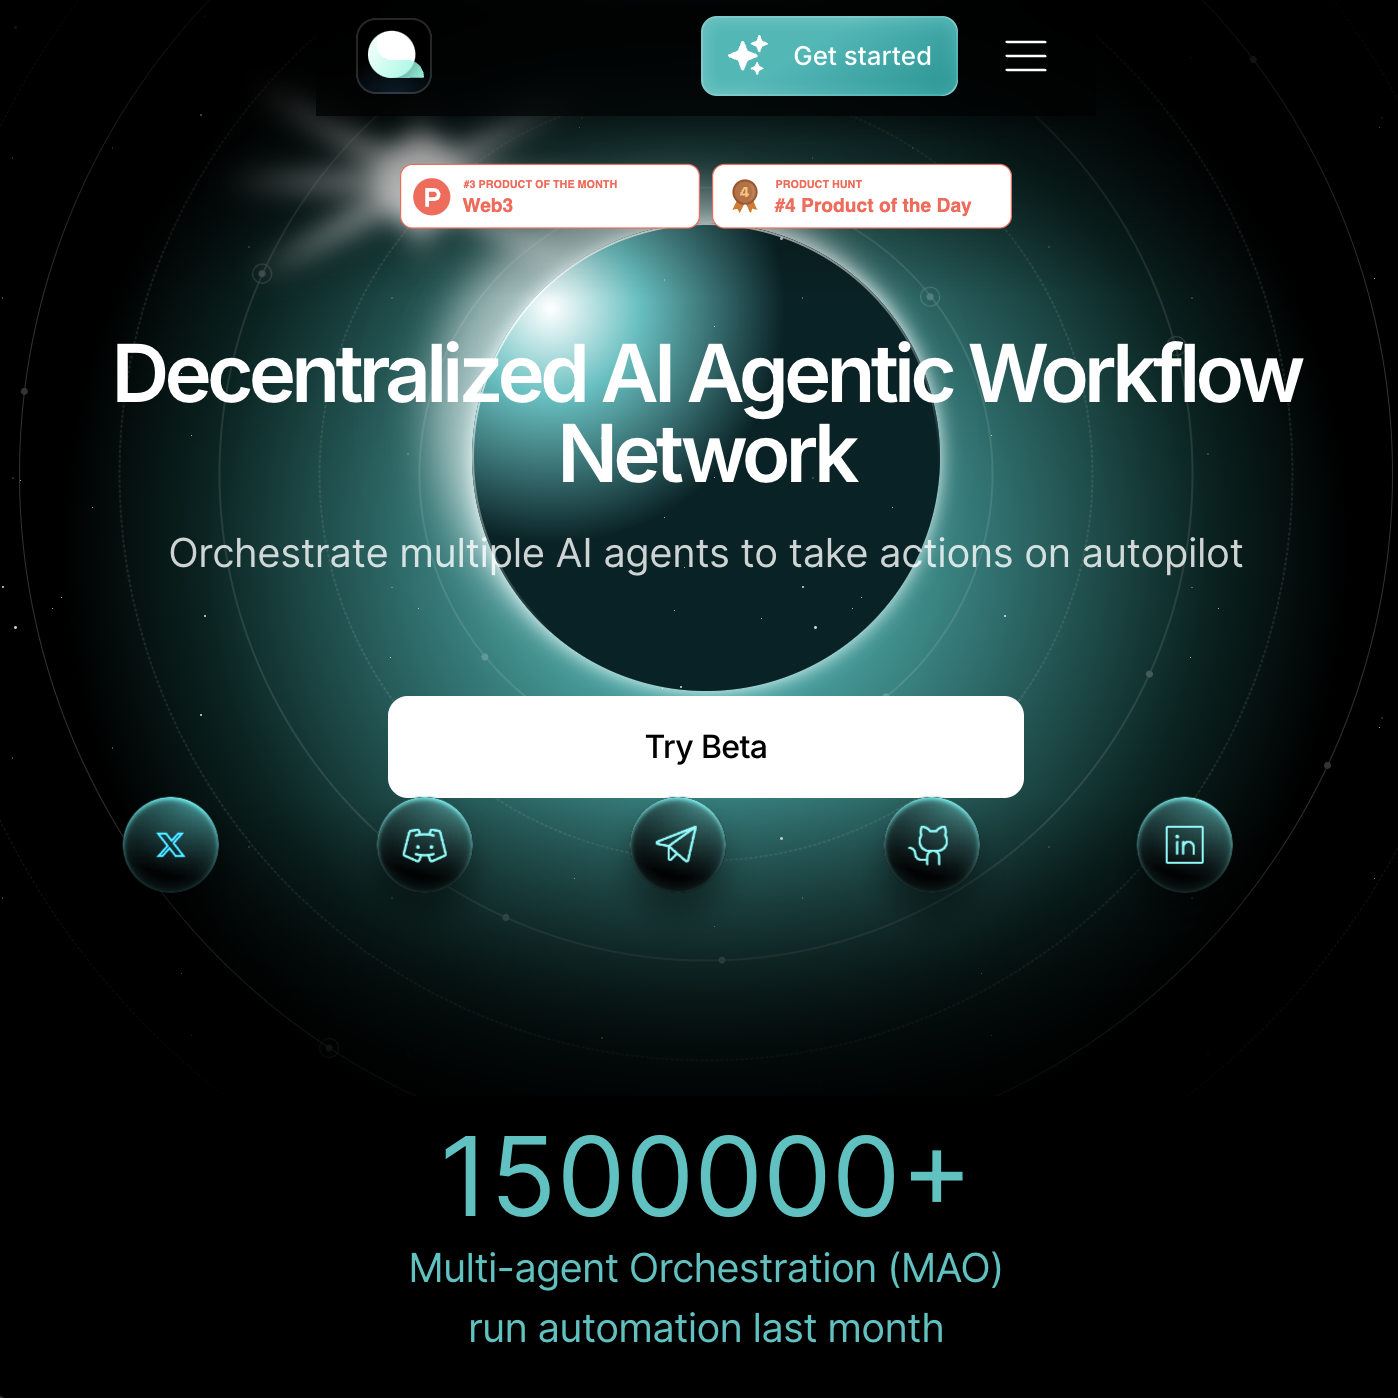 Get started
#3 PRODUCT OF THE MONTH
Web3
PRODUCT HUNT
#4 Product of the Day
Decentralized AI Agentic Workflow
Network
Orchestrate multiple AI agents to take actions on autopilot
Try Beta
1500000+
Multi-agent Orchestration (MAO)
run automation last month